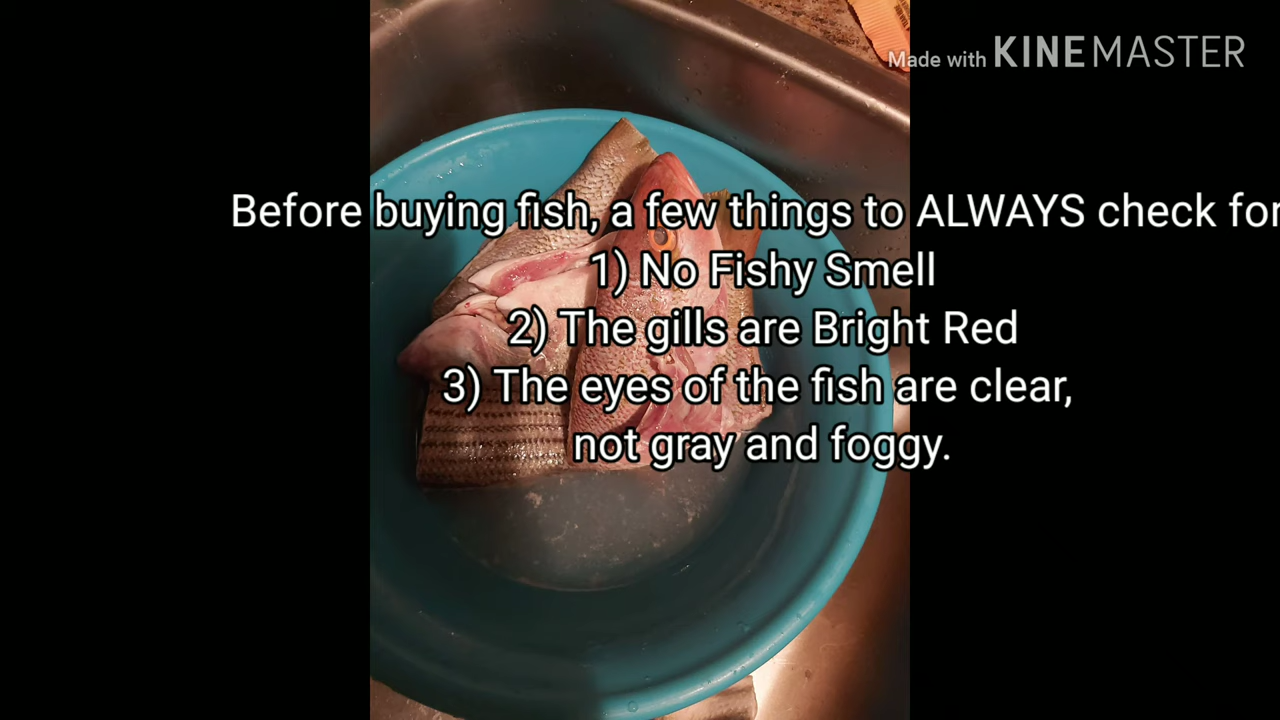 Made with KINEMASTER
Before buying fish, a few things to ALWAYS check for
1) No Fishy Smell
2) The gills are Bright Red
3) The eyes of the fish are clear,
not gray and foggy.